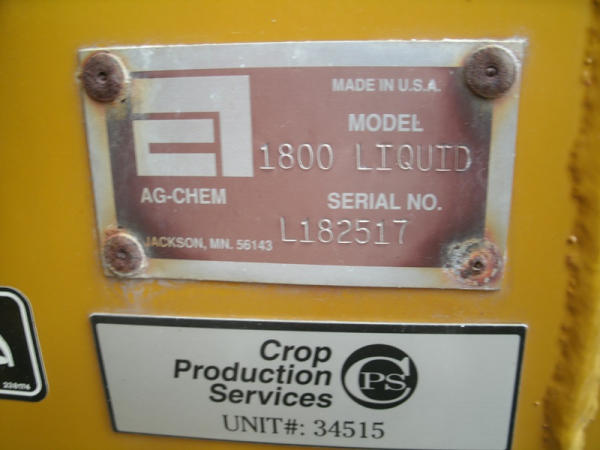 MADE IN U.S.A.
MODEL
1800 LIQUID
AG-CHEM
SERIAL NO.
L182517
JACKSON, MN. 56143
Crop
Production
Services
CPS
UNIT#: 34515
A